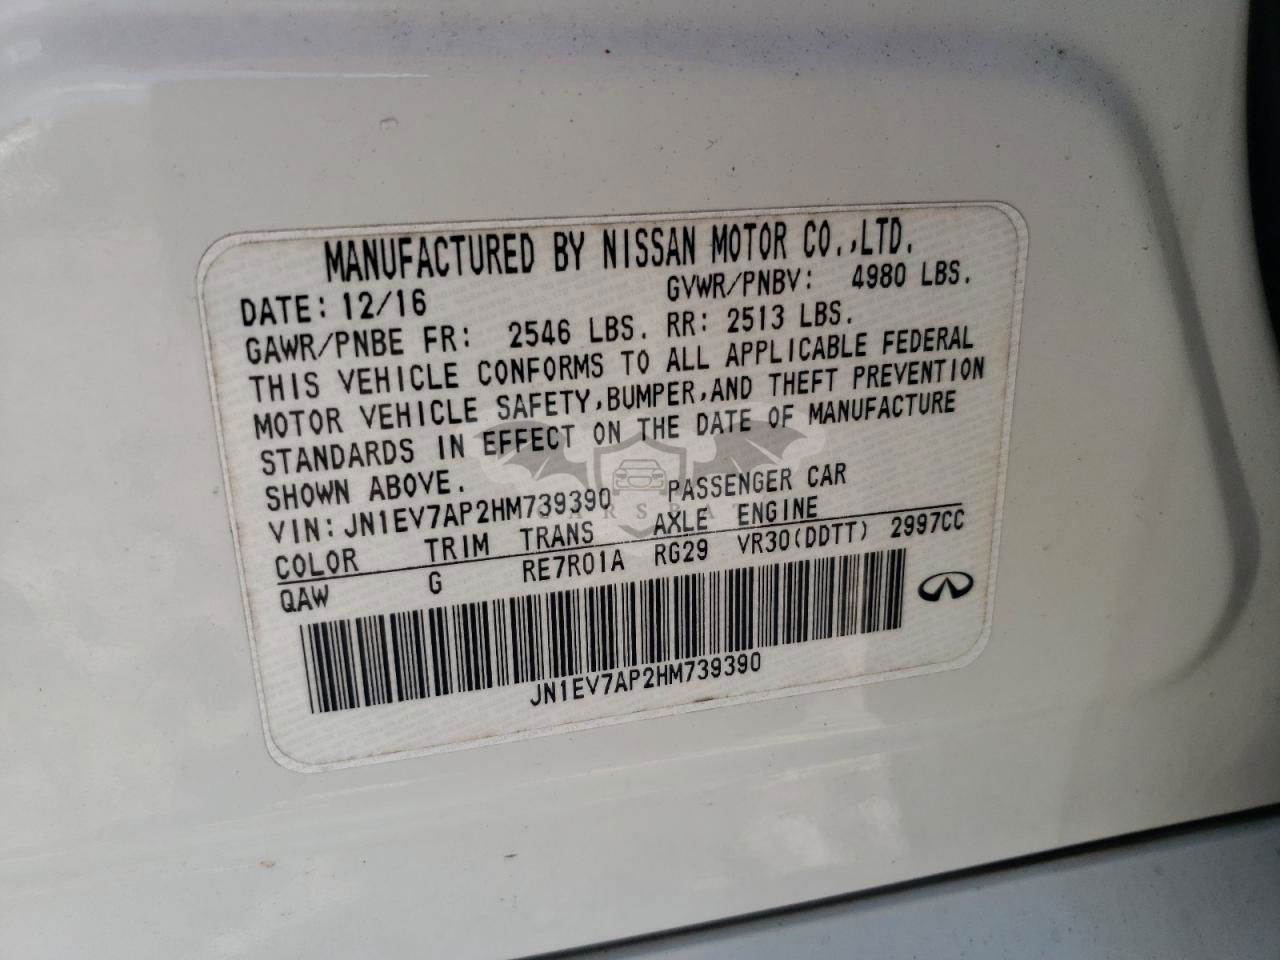 MANUFACTURED BY NISSAN MOTOR CO.,LTD.
DATE: 12/16 GVWR/PNBV: 4980 LBS.
GAWR/PNBE FR: 2546 LBS. RR: 2513 LBS.
THIS VEHICLE CONFORMS TO ALL APPLICABLE FEDERAL
MOTOR VEHICLE SAFETY,BUMPER,AND THEFT PREVENTION
STANDARDS IN EFFECT ON THE DATE OF MANUFACTURE
SHOWN ABOVE.
VIN: JN1EV7AP2HM739390 PASSENGER CAR
COLOR TRIM TRANS AXLE ENGINE
QAW G RE7R01A RG29 VR30(DDTT) 2997CC
JN1EV7AP2HM739390